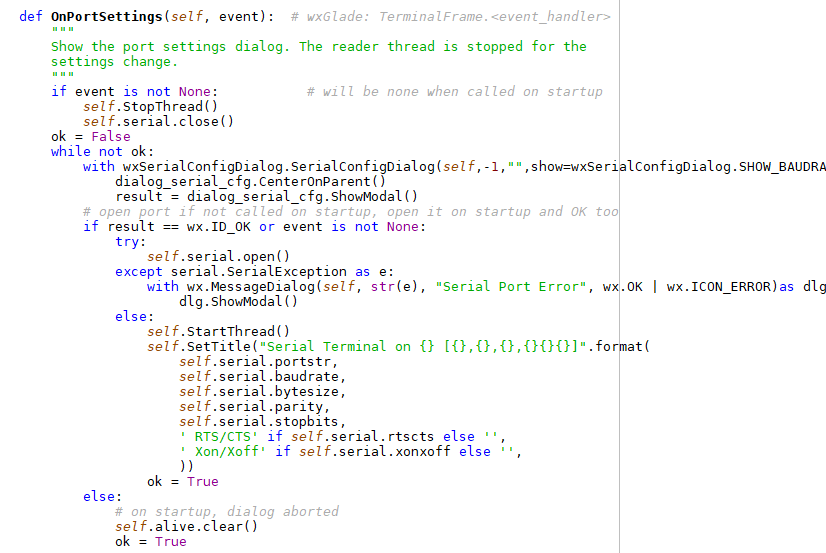 def OnPortSettings(self, event):  # wxGlade: TerminalFrame.<event_handler>
    """
    Show the port settings dialog. The reader thread is stopped for the
    settings change.
    """
    if event is not None:           # will be none when called on startup
        self.StopThread()
        self.serial.close()
    ok = False
    while not ok:
        with wxSerialConfigDialog.SerialConfigDialog(self,-1,"",show=wxSerialConfigDialog.SHOW_BAUDRA
            dialog_serial_cfg.CenterOnParent()
            result = dialog_serial_cfg.ShowModal()
        # open port if not called on startup, open it on startup and OK too
        if result == wx.ID_OK or event is not None:
            try:
                self.serial.open()
            except serial.SerialException as e:
                with wx.MessageDialog(self, str(e), "Serial Port Error", wx.OK | wx.ICON_ERROR)as dlg
                    dlg.ShowModal()
            else:
                self.StartThread()
                self.SetTitle("Serial Terminal on {} [{},{},{},{}{}{}]".format(
                    self.serial.portstr,
                    self.serial.baudrate,
                    self.serial.bytesize,
                    self.serial.parity,
                    self.serial.stopbits,
                    ' RTS/CTS' if self.serial.rtscts else '',
                    ' Xon/Xoff' if self.serial.xonxoff else '',
                    ))
                ok = True
        else:
            # on startup, dialog aborted
            self.alive.clear()
            ok = True